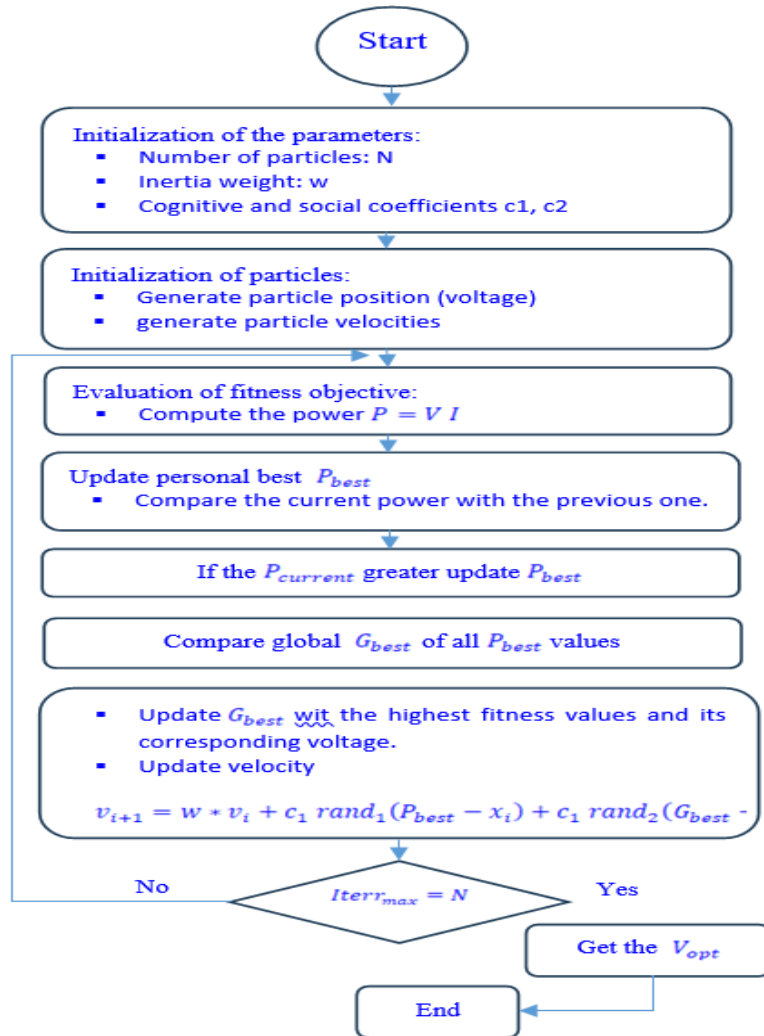 Start
Initialization of the parameters:
▪ Number of particles: N
▪ Inertia weight: w
▪ Cognitive and social coefficients c1, c2
Initialization of particles:
▪ Generate particle position (voltage)
▪ generate particle velocities
Evaluation of fitness objective:
▪ Compute the power P = V I
Update personal best P_best
▪ Compare the current power with the previous one.
If the P_current greater update P_best
Compare global G_best of all P_best values
▪ Update G_best wit the highest fitness values and its
corresponding voltage.
▪ Update velocity
v_{i+1} = w * v_i + c_1 rand_1(P_best − x_i) + c_1 rand_2(G_best -
No
Iterr_max = N
Yes
Get the V_opt
End